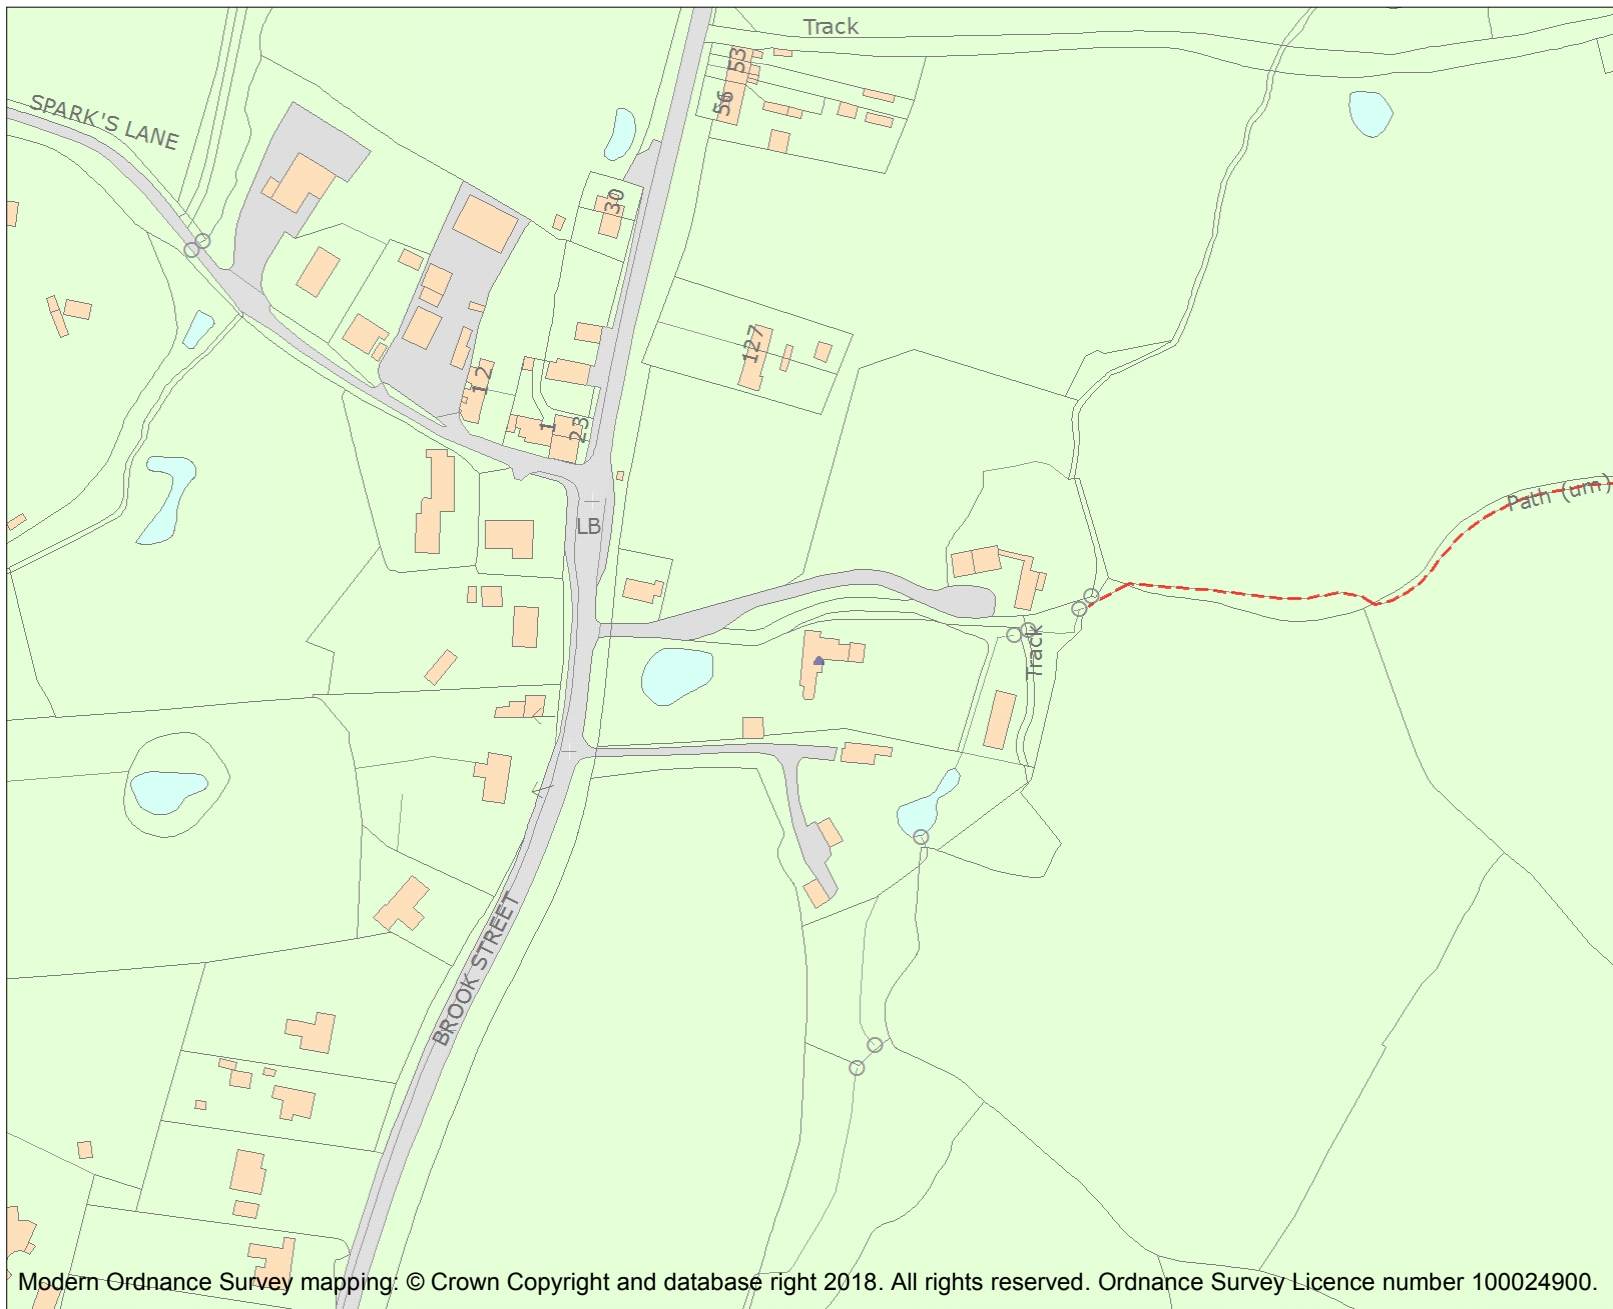 Track
53
56
SPARK'S LANE
30
127
12
1
23
Path (um)
LB
Track
BROOK STREET
Modern Ordnance Survey mapping: © Crown Copyright and database right 2018. All rights reserved. Ordnance Survey Licence number 100024900.